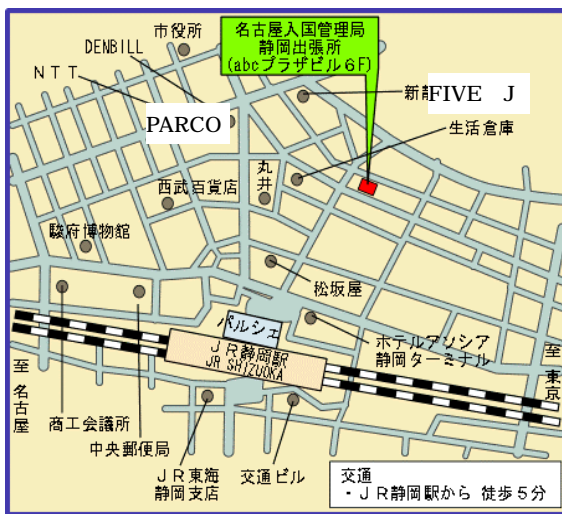 市役所
DENBILL
NTT
名古屋入国管理局
静岡出張所
(abcプラザビル6F)
新
FIVE J
PARCO
生活倉庫
丸井
西武百貨店
駿府博物館
松坂屋
パルシェ
JR静岡駅
JR SHIZUOKA
ホテルアソシア
静岡ターミナル
至名古屋
至東京
商工会議所
中央郵便局
JR東海
静岡支店
交通ビル
交通
・JR静岡駅から 徒歩5分